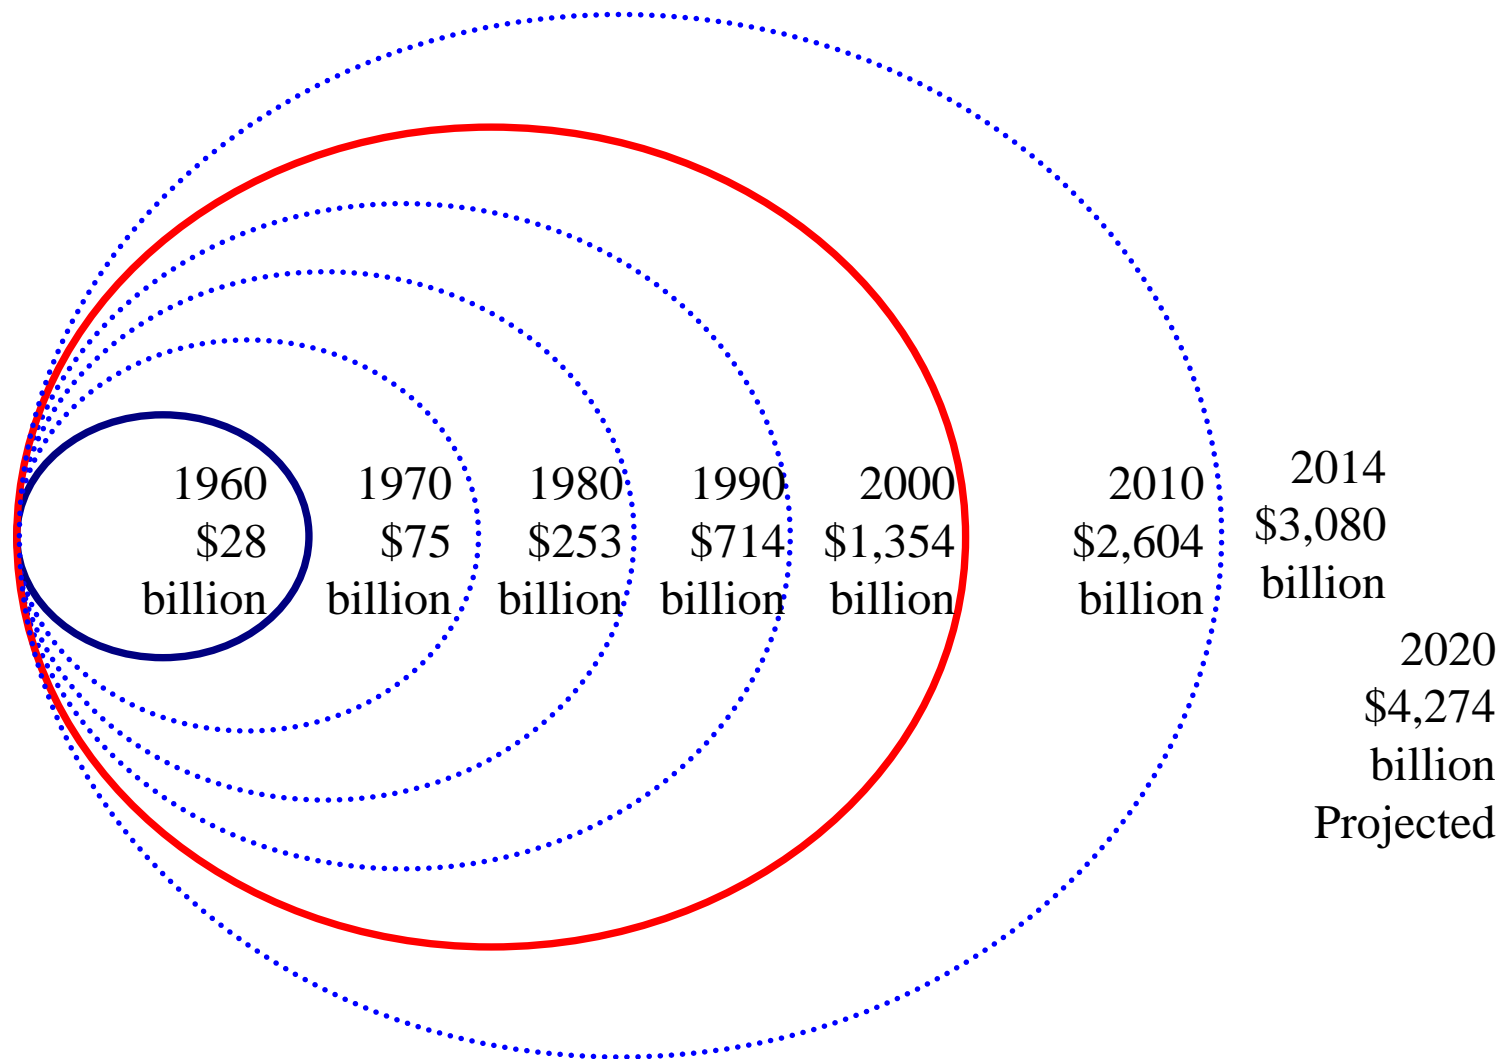 1960
$28
billion
1970
$75
billion
1980
$253
billion
1990
$714
billion
2000
$1,354
billion
2010
$2,604
billion
2014
$3,080
billion
2020
$4,274
billion
Projected